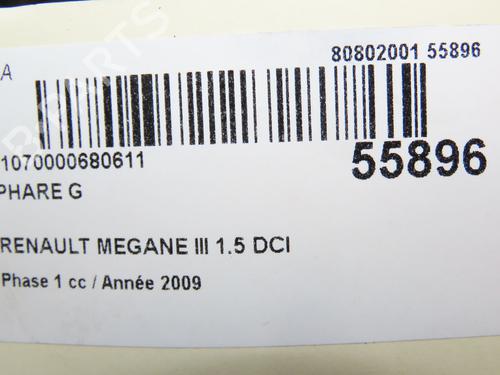 80802001 55896
A
1070000680611
55896
PHARE G
RENAULT MEGANE III 1.5 DCI
Phase 1 cc / Année 2009